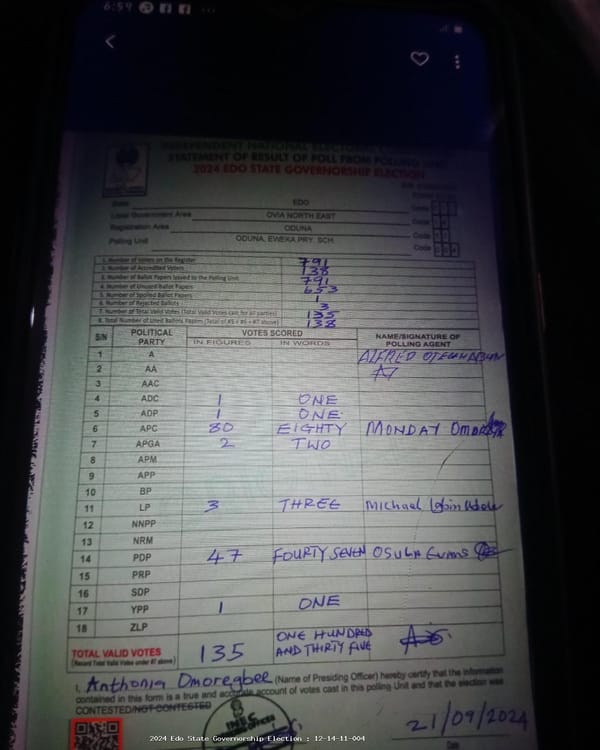 6:59
INDEPENDENT NATIONAL ELECTORAL
STATEMENT OF RESULT OF POLL FROM POLLING UNIT
2024 EDO STATE GOVERNORSHIP ELECTION
State EDO
Local Government Area OVIA NORTH EAST Code
Registration Area ODUNA Code
Polling Unit ODUNA, EWEKA PRY. SCH. Code
1. Number of Voters on the Register 791
2. Number of Accredited Voters 138
3. Number of Ballot Papers Issued to the Polling Unit 791
4. Number of Unused Ballot Papers 653
5. Number of Spoiled Ballot Papers 1
6. Number of Rejected Ballots 3
7. Number of Total Valid Votes (Total Valid Votes cast for all parties) 135
8. Total Number of Used Ballot Papers (Total of #5 + #6 + #7 above) 138
S/N POLITICAL PARTY VOTES SCORED NAME/SIGNATURE OF POLLING AGENT
IN FIGURES IN WORDS
1 A ALFRED
2 AA
3 AAC
4 ADC 1 ONE
5 ADP 1 ONE
6 APC 80 EIGHTY MONDAY
7 APGA 2 TWO
8 APM
9 APP
10 BP
11 LP 3 THREE Michael
12 NNPP
13 NRM
14 PDP 47 FOURTY SEVEN OSULA EVANS
15 PRP
16 SDP
17 YPP 1 ONE
18 ZLP
TOTAL VALID VOTES 135 ONE HUNDRED AND THIRTY FIVE
(Record Total Valid Votes under #7 above)
I, Anthonia Omoregbee (Name of Presiding Officer) hereby certify that the information
contained in this form is a true and accurate account of votes cast in this polling Unit and that the election was
CONTESTED/NOT CONTESTED
21/09/2024
2024 Edo State Governorship Election : 12-14-11-004